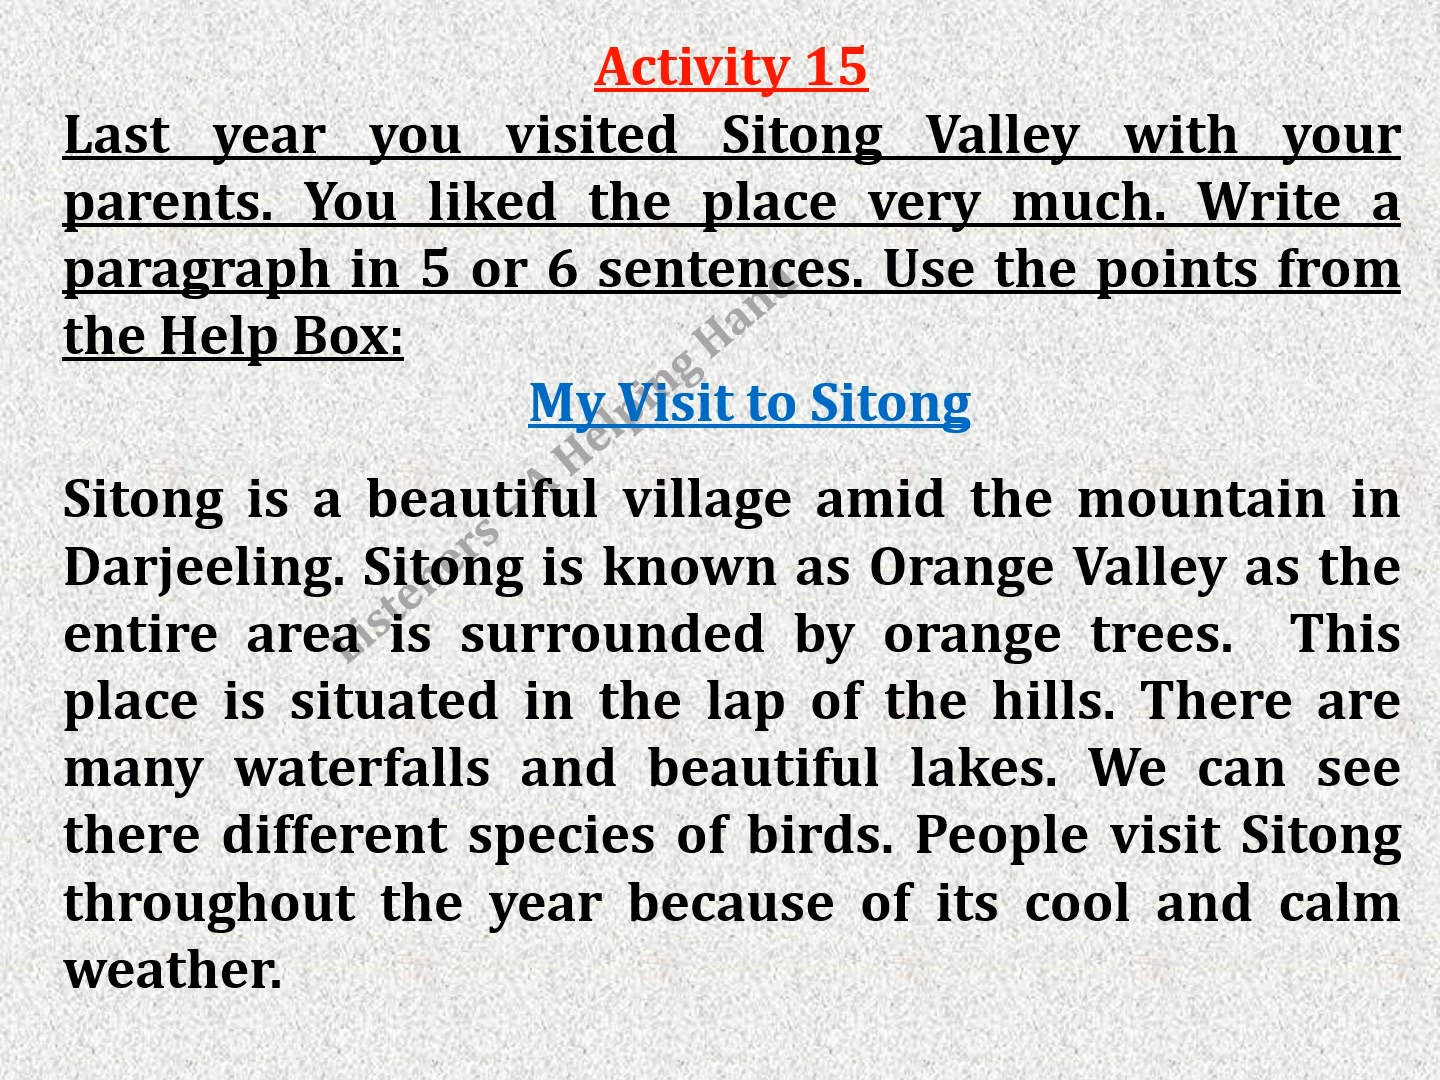 Activity 15
Last year you visited Sitong Valley with your
parents. You liked the place very much. Write a
paragraph in 5 or 6 sentences. Use the points from
the Help Box:
My Visit to Sitong
Sitong is a beautiful village amid the mountain in
Darjeeling. Sitong is known as Orange Valley as the
entire area is surrounded by orange trees. This
place is situated in the lap of the hills. There are
many waterfalls and beautiful lakes. We can see
there different species of birds. People visit Sitong
throughout the year because of its cool and calm
weather.
Listeners - A Helping Hand